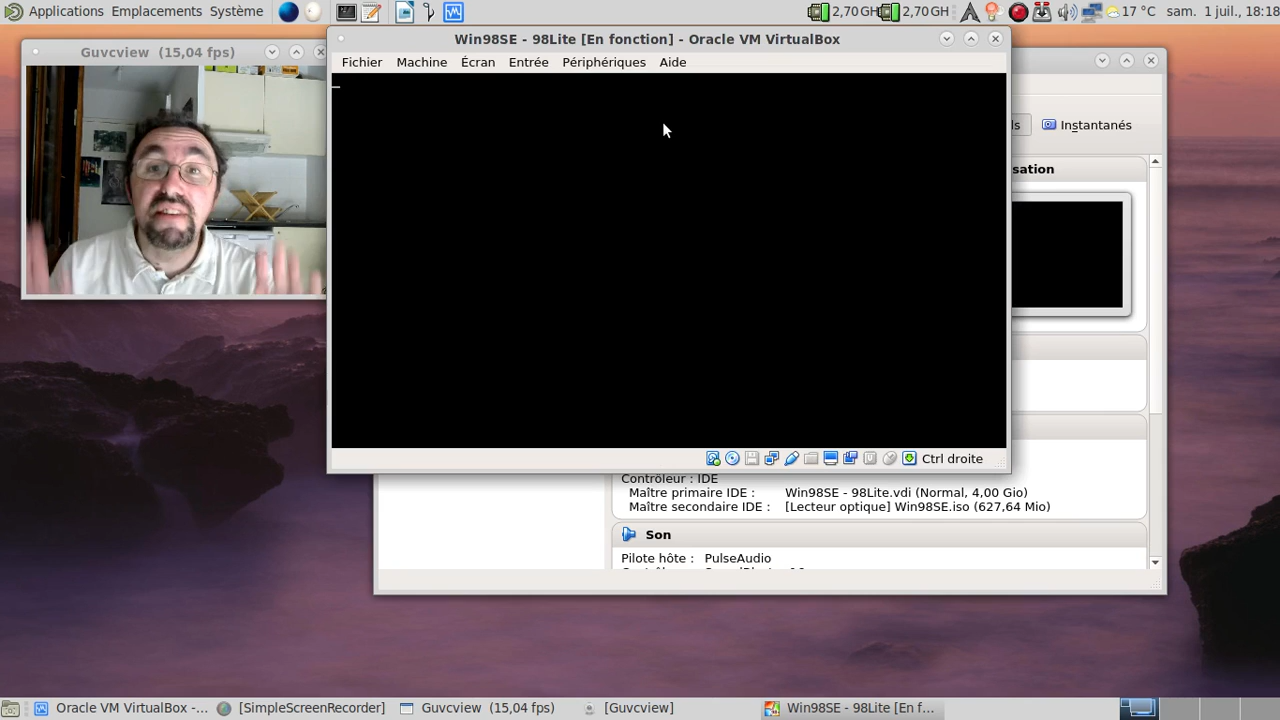 Applications Emplacements Système
2,70 GH 2,70 GH 17 °C sam. 1 juil., 18:18
Guvcview (15,04 fps)
Win98SE - 98Lite [En fonction] - Oracle VM VirtualBox
Fichier Machine Écran Entrée Périphériques Aide
ls Instantanés
sation
Ctrl droite
Contrôleur : IDE
Maître primaire IDE : Win98SE - 98Lite.vdi (Normal, 4,00 Gio)
Maître secondaire IDE : [Lecteur optique] Win98SE.iso (627,64 Mio)
Son
Pilote hôte : PulseAudio
Oracle VM VirtualBox -... [SimpleScreenRecorder] Guvcview (15,04 fps) [Guvcview] Win98SE - 98Lite [En f...